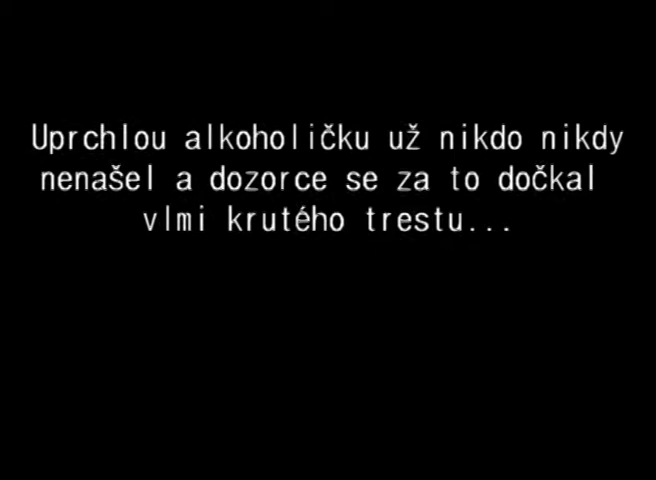 Uprchlou alkoholičku už nikdo nikdy
nenašel a dozorce se za to dočkal
vlmi krutého trestu...